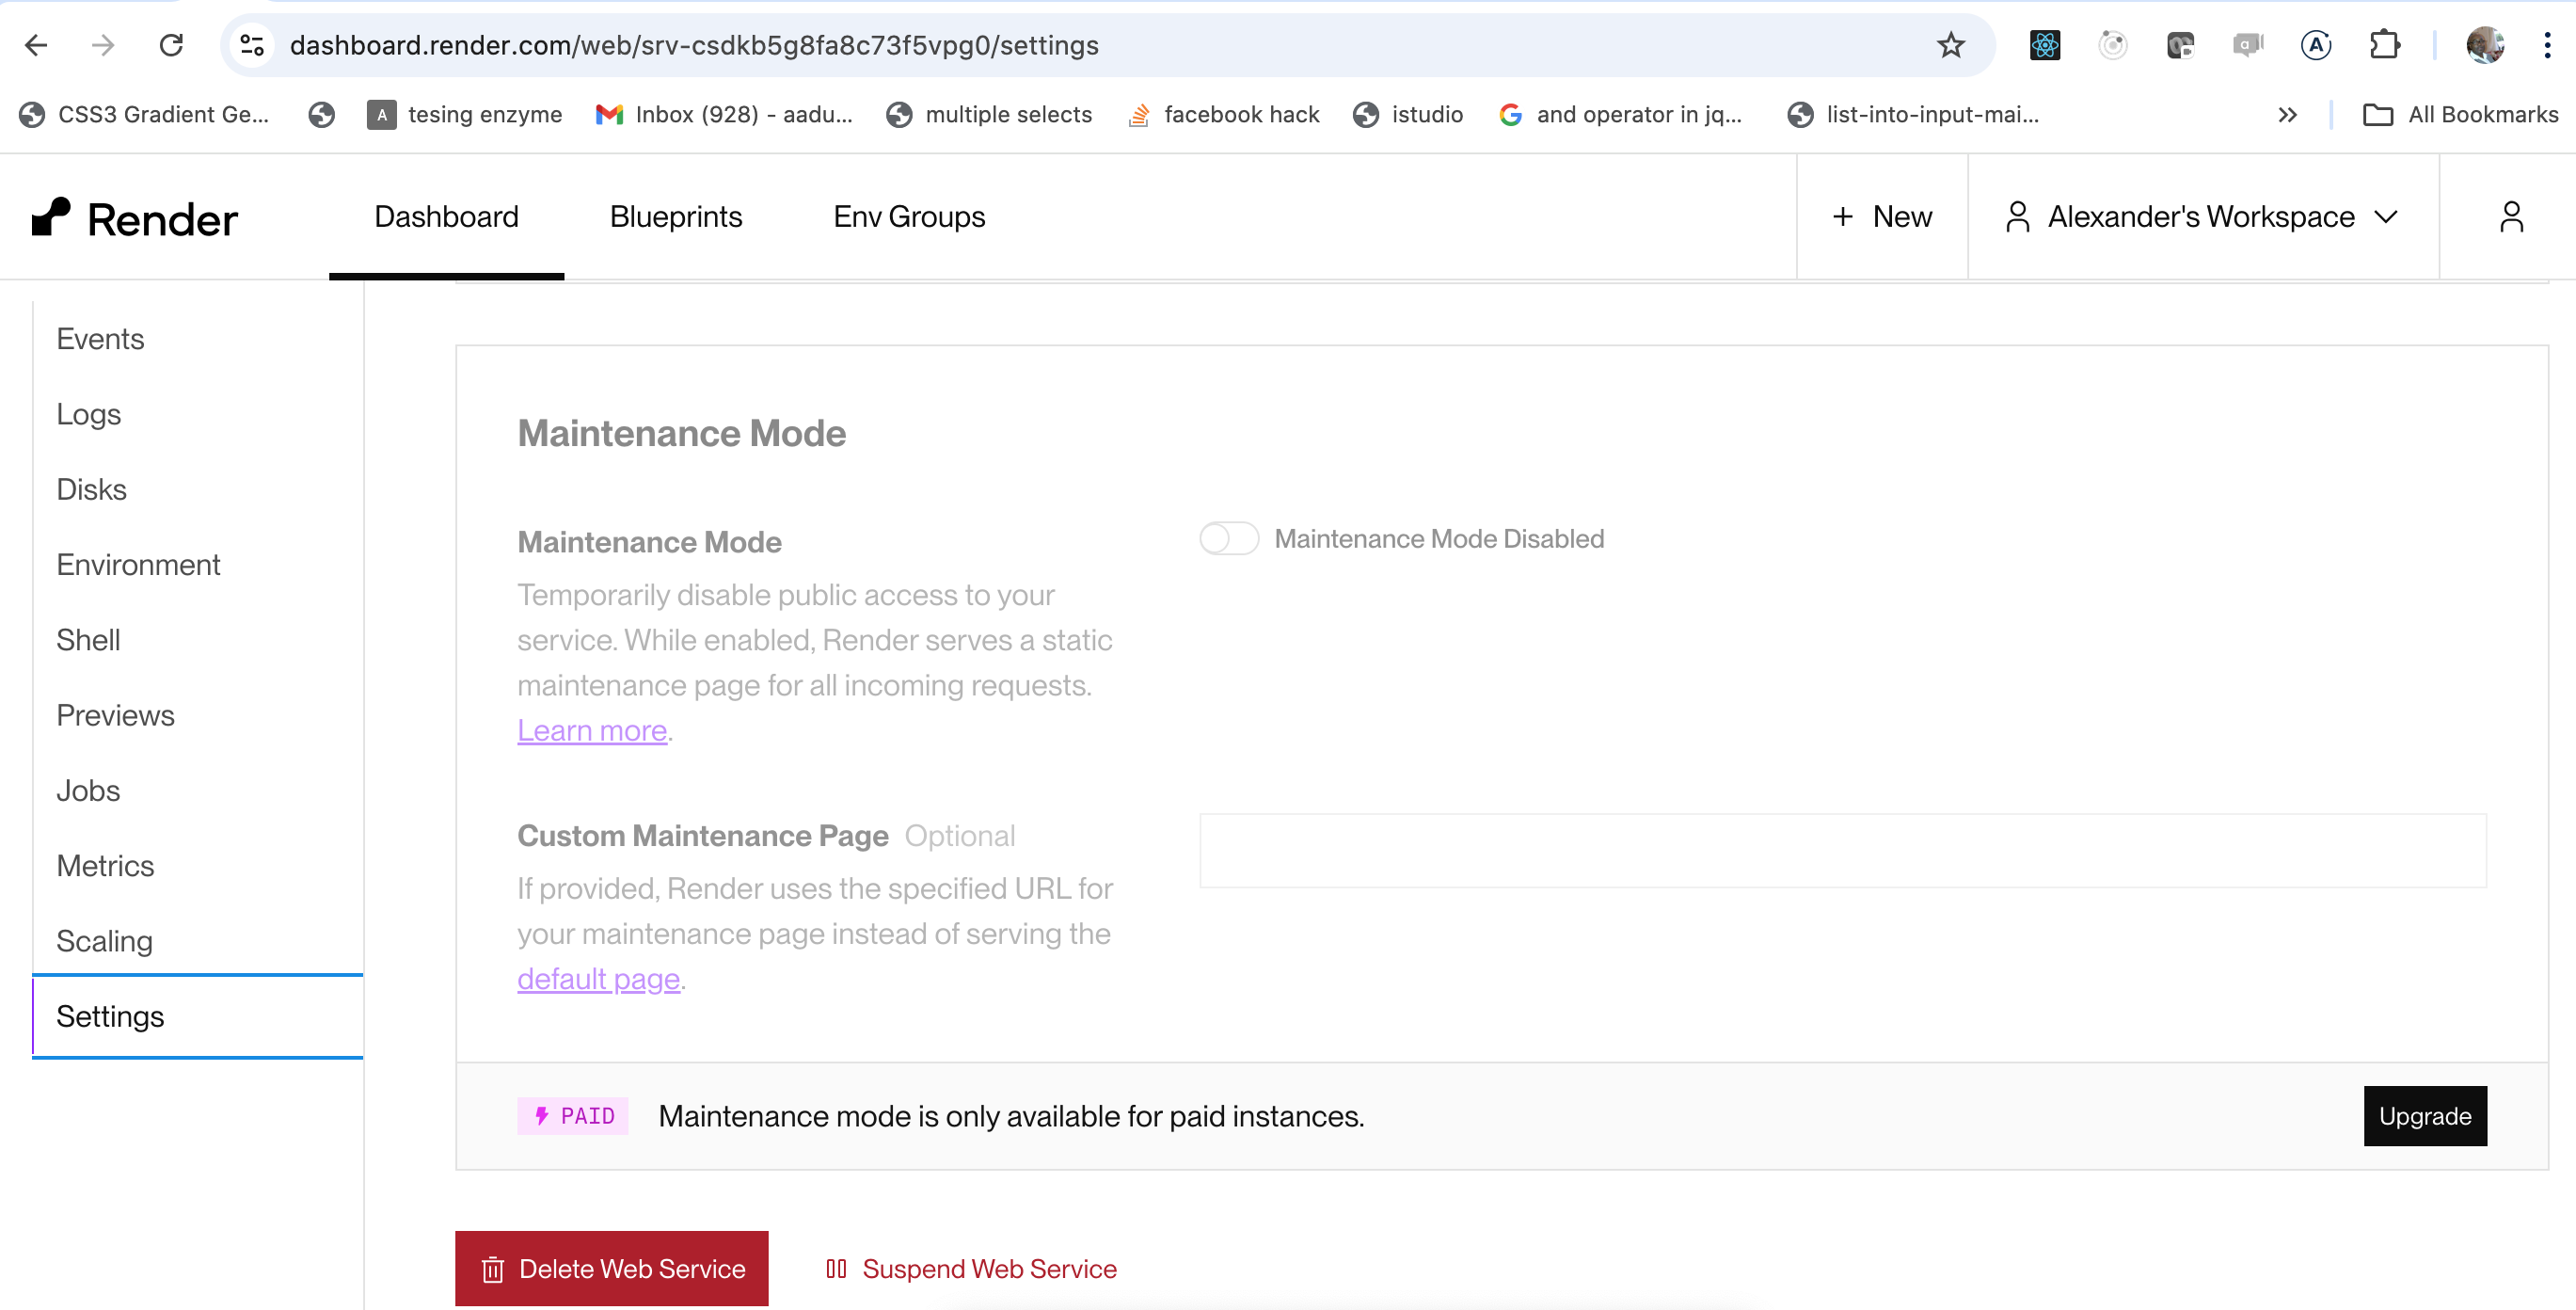 dashboard.render.com/web/srv-csdkb5g8fa8c73f5vpg0/settings
CSS3 Gradient Ge...
A tesing enzyme
Inbox (928) - aadu...
multiple selects
facebook hack
istudio
and operator in jq...
list-into-input-mai...
All Bookmarks
Render
Dashboard
Blueprints
Env Groups
+ New
Alexander's Workspace
Events
Logs
Disks
Environment
Shell
Previews
Jobs
Metrics
Scaling
Settings
Maintenance Mode
Maintenance Mode
Temporarily disable public access to your
service. While enabled, Render serves a static
maintenance page for all incoming requests.
Learn more.
Maintenance Mode Disabled
Custom Maintenance Page Optional
If provided, Render uses the specified URL for
your maintenance page instead of serving the
default page.
PAID Maintenance mode is only available for paid instances.
Upgrade
Delete Web Service
Suspend Web Service